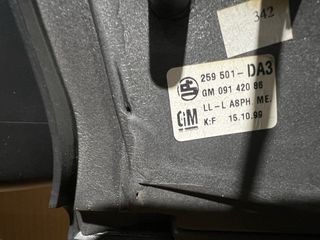 342
259 501-DA3
GM 091 420 86
LL-L A8PH. ME.
GM K:F 15.10.99